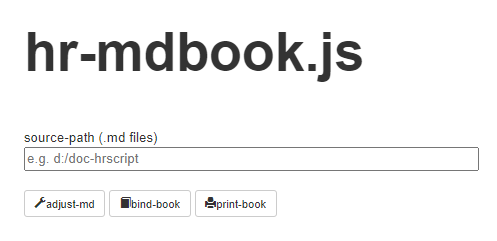 hr-mdbook.js
source-path (.md files)
e.g. d:/doc-hrscript
adjust-md bind-book print-book